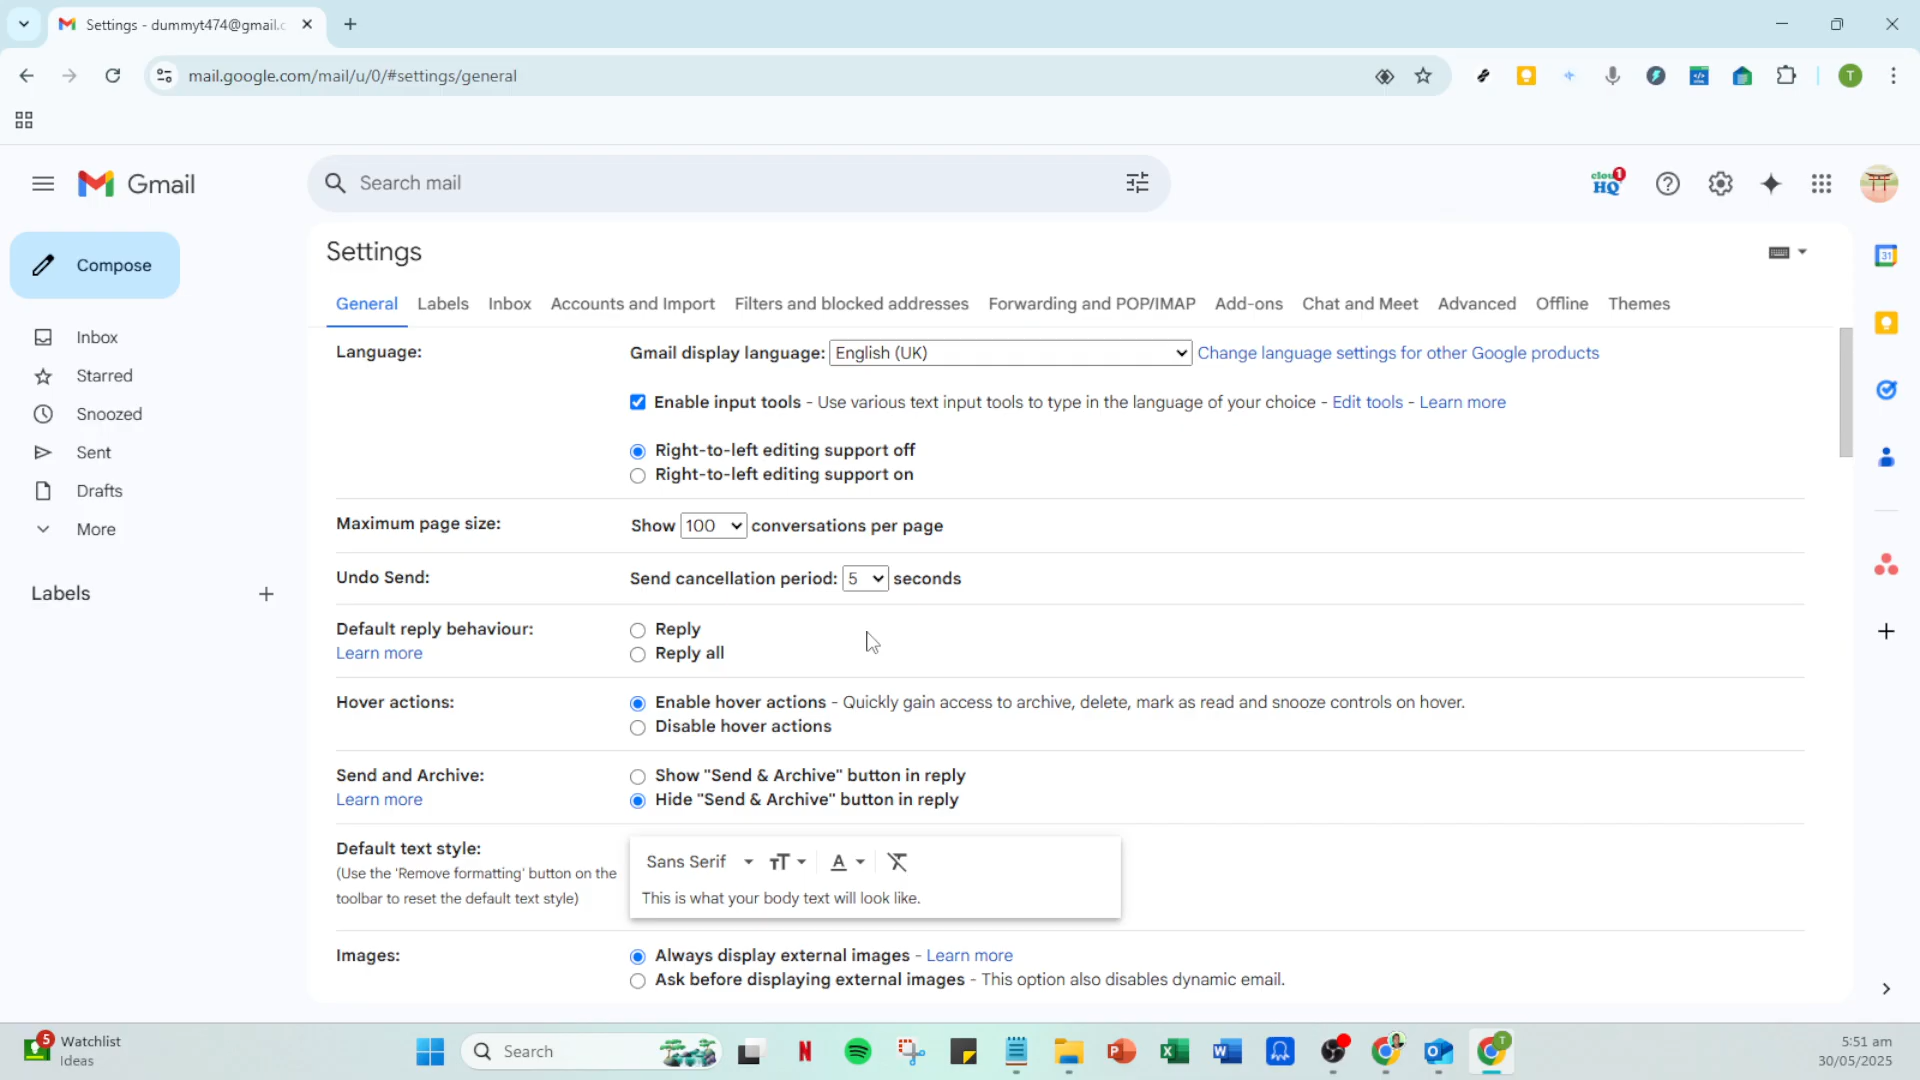 Settings - dummyt474@gmail.c
mail.google.com/mail/u/0/#settings/general
T
Gmail
Search mail
cloud HQ 1
Compose
Inbox
Starred
Snoozed
Sent
Drafts
More
Labels
Settings
General Labels Inbox Accounts and Import Filters and blocked addresses Forwarding and POP/IMAP Add-ons Chat and Meet Advanced Offline Themes
Language: Gmail display language: English (UK) Change language settings for other Google products
Enable input tools - Use various text input tools to type in the language of your choice - Edit tools - Learn more
Right-to-left editing support off
Right-to-left editing support on
Maximum page size: Show 100 conversations per page
Undo Send: Send cancellation period: 5 seconds
Default reply behaviour: Reply
Learn more Reply all
Hover actions: Enable hover actions - Quickly gain access to archive, delete, mark as read and snooze controls on hover.
Disable hover actions
Send and Archive: Show "Send & Archive" button in reply
Learn more Hide "Send & Archive" button in reply
Default text style:
(Use the 'Remove formatting' button on the
toolbar to reset the default text style)
Sans Serif
This is what your body text will look like.
Images: Always display external images - Learn more
Ask before displaying external images - This option also disables dynamic email.
31
5 Watchlist
Ideas
Search
5:51 am
30/05/2025